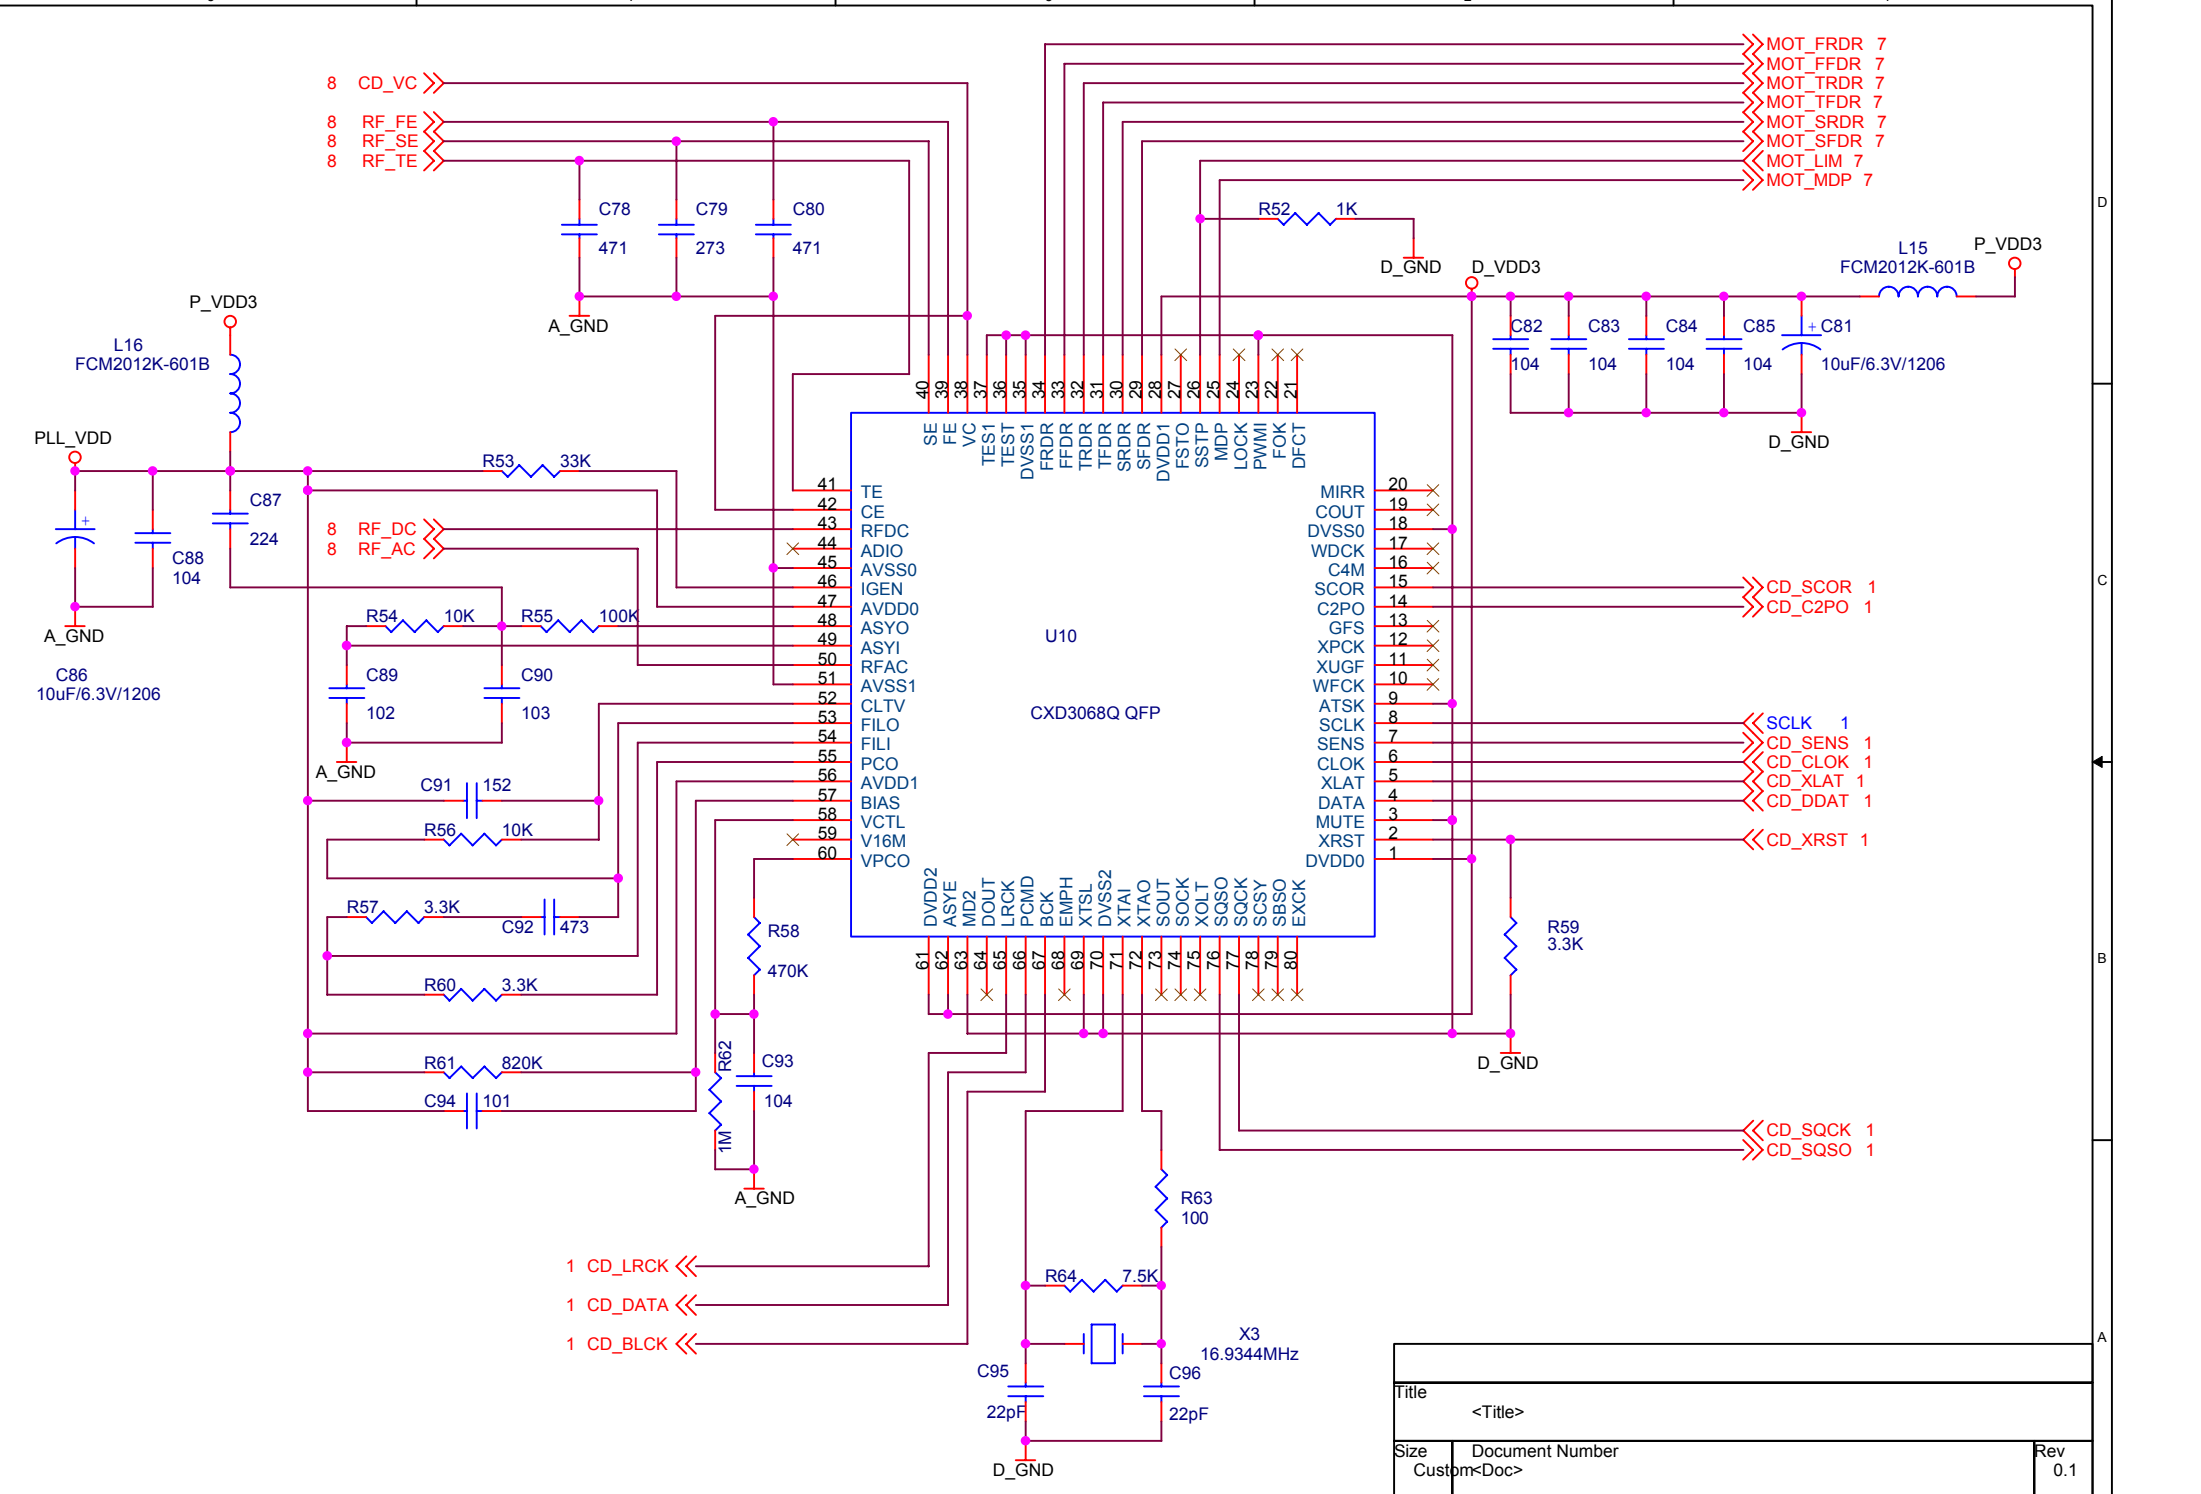 MOT_FRDR 7
MOT_FFDR 7
8 CD_VC
MOT_TRDR 7
MOT_TFDR 7
8 RF_FE
MOT_SRDR 7
8 RF_SE
MOT_SFDR 7
8 RF_TE
MOT_LIM 7
MOT_MDP 7
C78
471
C79
273
C80
471
A_GND
R52 1K
D_GND
D_VDD3
L15
FCM2012K-601B
P_VDD3
D
C82
104
C83
104
C84
104
C85
104
+ C81
10uF/6.3V/1206
D_GND
P_VDD3
L16
FCM2012K-601B
PLL_VDD
R53 33K
+
C88
104
C87
224
8 RF_DC
8 RF_AC
A_GND
C86
10uF/6.3V/1206
R54 10K
R55 100K
C89
102
C90
103
A_GND
C91 152
R56 10K
R57 3.3K
C92 473
R60 3.3K
R61 820K
C94 101
R58
470K
R62
1M
C93
104
A_GND
40 39 38 37 36 35 34 33 32 31 30 29 28 27 26 25 24 23 22 21
SE FE VC TES1 TEST DVSS1 FRDR FFDR TRDR TFDR SRDR SFDR DVDD1 FSTO SSTP MDP LOCK PWMI FOK DFCT
41 TE
42 CE
43 RFDC
44 ADIO
45 AVSS0
46 IGEN
47 AVDD0
48 ASYO
49 ASYI
50 RFAC
51 AVSS1
52 CLTV
53 FILO
54 FILI
55 PCO
56 AVDD1
57 BIAS
58 VCTL
59 V16M
60 VPCO
U10
CXD3068Q QFP
MIRR 20
COUT 19
DVSS0 18
WDCK 17
C4M 16
SCOR 15
C2PO 14
GFS 13
XPCK 12
XUGF 11
WFCK 10
ATSK 9
SCLK 8
SENS 7
CLOK 6
XLAT 5
DATA 4
MUTE 3
XRST 2
DVDD0 1
DVDD2 ASYE MD2 DOUT LRCK PCMD BCK EMPH XTSL DVSS2 XTAI XTAO SOUT SOCK XOLT SQSO SQCK SCSY SBSO EXCK
61 62 63 64 65 66 67 68 69 70 71 72 73 74 75 76 77 78 79 80
C
CD_SCOR 1
CD_C2PO 1
SCLK 1
CD_SENS 1
CD_CLOK 1
CD_XLAT 1
CD_DDAT 1
CD_XRST 1
R59
3.3K
B
D_GND
CD_SQCK 1
CD_SQSO 1
R63
100
1 CD_LRCK
1 CD_DATA
1 CD_BLCK
R64 7.5K
X3
16.9344MHz
C95
22pF
C96
22pF
D_GND
A
Title
<Title>
Size
Custom
Document Number
<Doc>
Rev
0.1